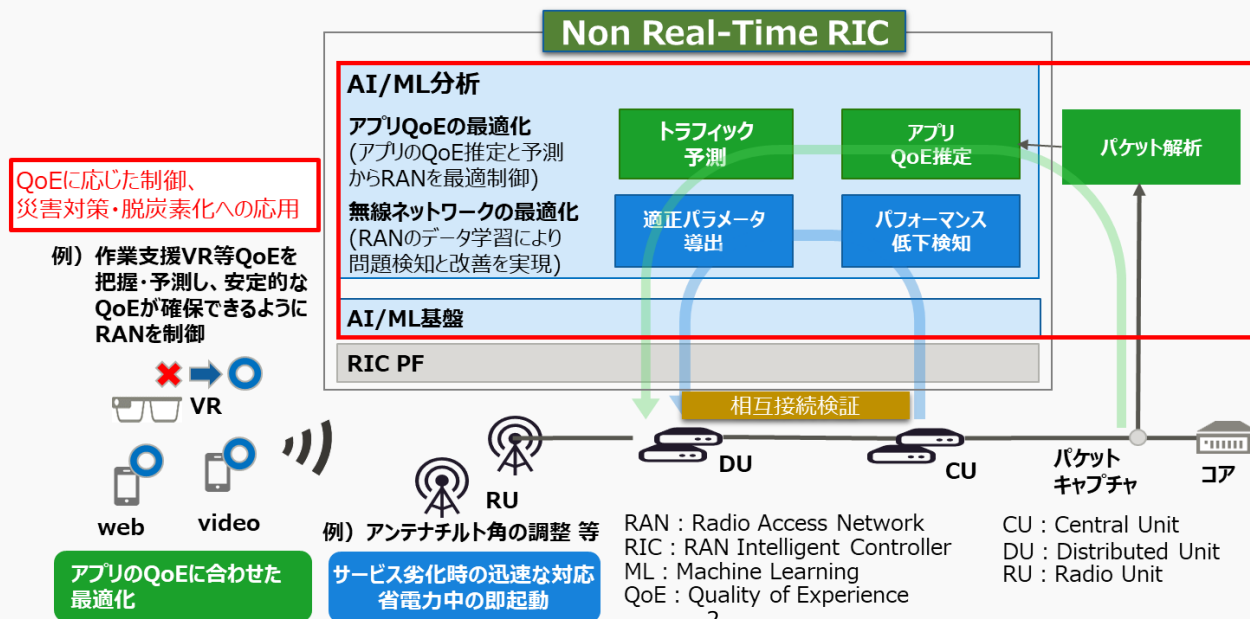 Non Real-Time RIC
AI/ML分析
アプリQoEの最適化
(アプリのQoE推定と予測
からRANを最適制御)
無線ネットワークの最適化
(RANのデータ学習により
問題検知と改善を実現)
トラフィック
予測
アプリ
QoE推定
パケット解析
適正パラメータ
導出
パフォーマンス
低下検知
AI/ML基盤
RIC PF
QoEに応じた制御、
災害対策・脱炭素化への応用
例）作業支援VR等QoEを
把握・予測し、安定的な
QoEが確保できるように
RANを制御
VR
web
video
アプリのQoEに合わせた
最適化
RU
例）アンテナチルト角の調整 等
サービス劣化時の迅速な対応
省電力中の即起動
相互接続検証
DU
CU
パケット
キャプチャ
コア
RAN : Radio Access Network
RIC : RAN Intelligent Controller
ML : Machine Learning
QoE : Quality of Experience
CU : Central Unit
DU : Distributed Unit
RU : Radio Unit